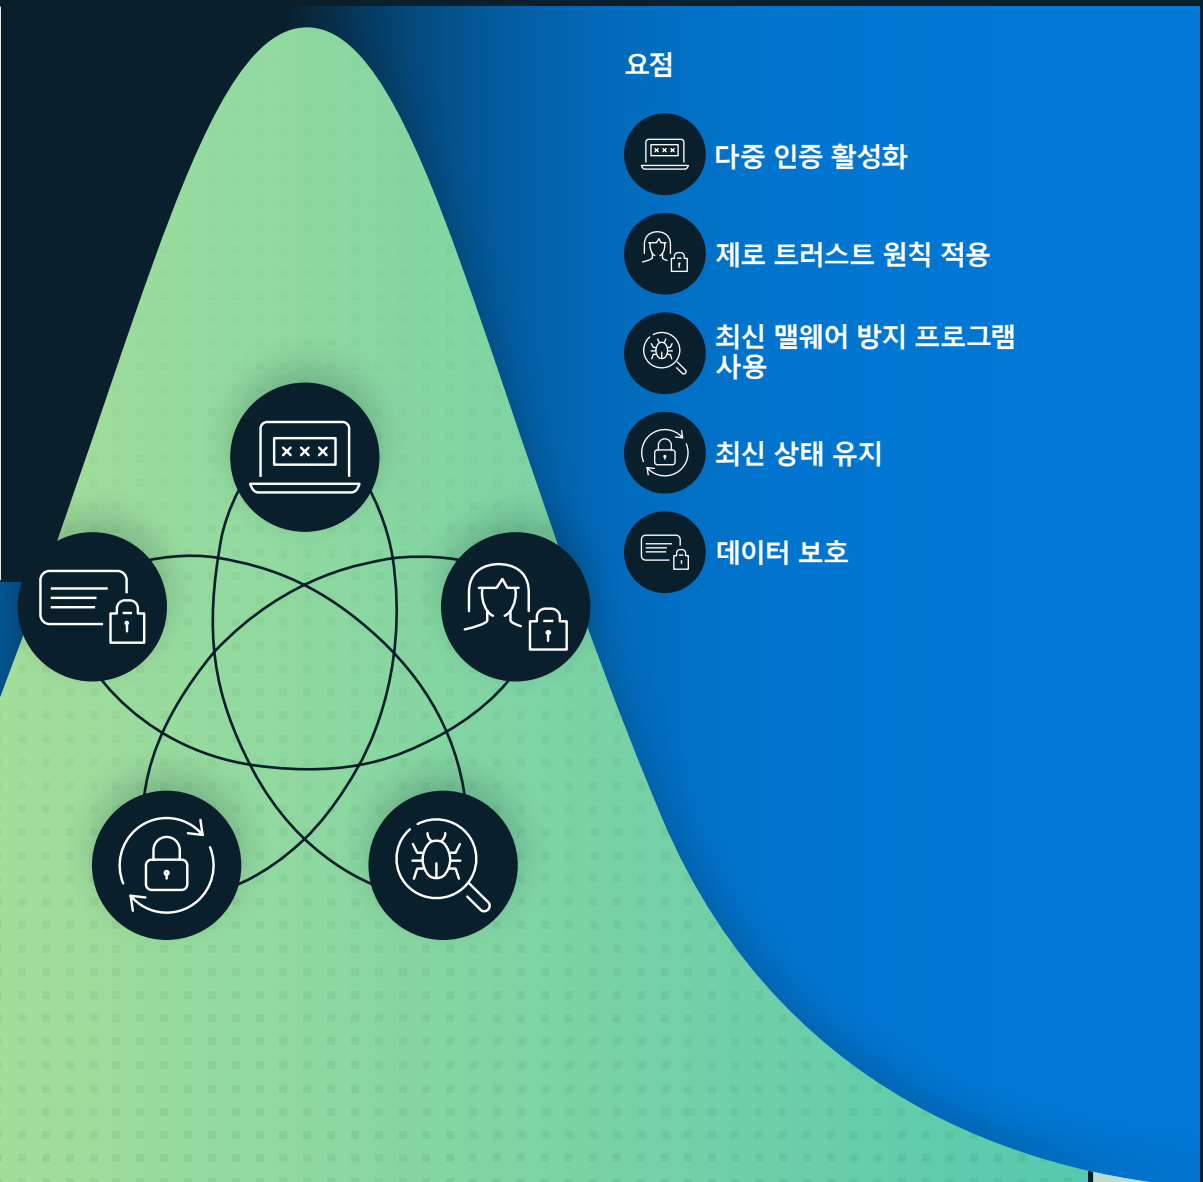 요점
다중 인증 활성화
제로 트러스트 원칙 적용
최신 맬웨어 방지 프로그램
사용
최신 상태 유지
데이터 보호